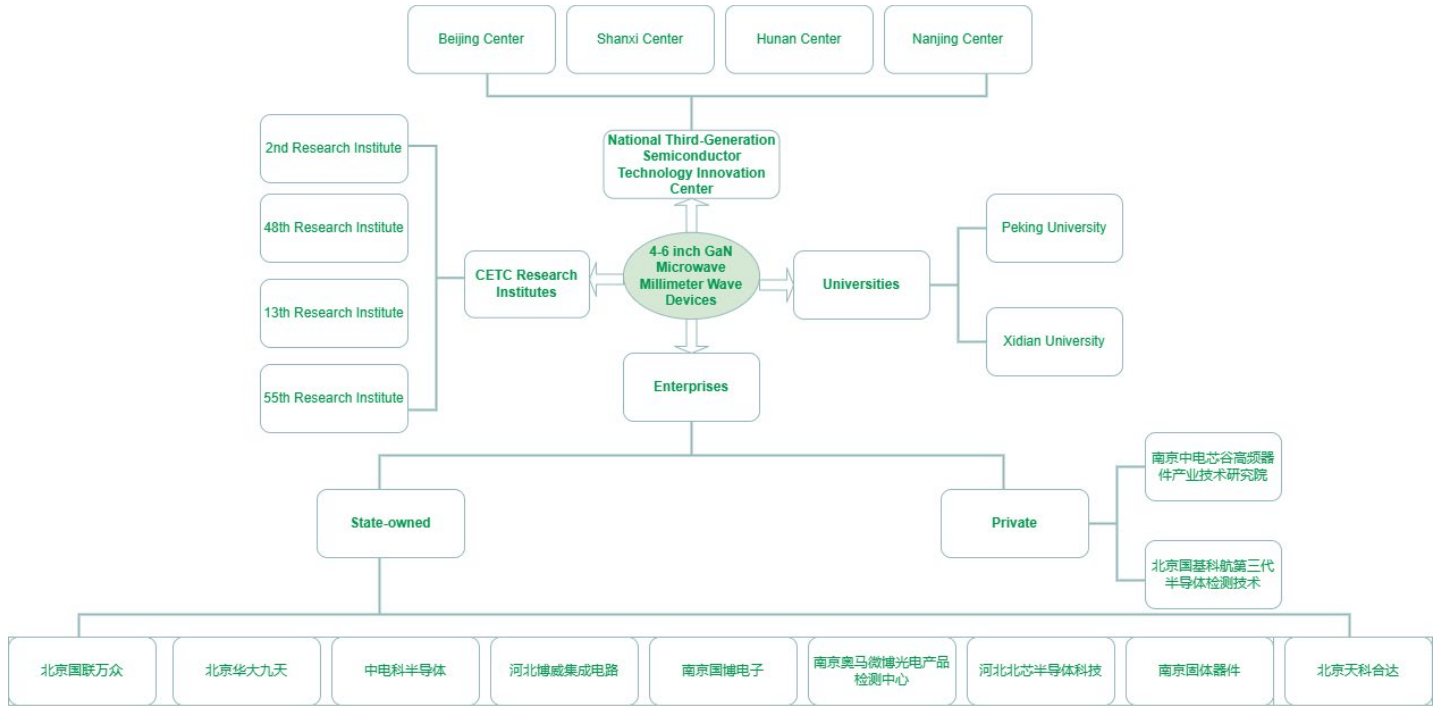 Beijing Center
Shanxi Center
Hunan Center
Nanjing Center
National Third-Generation
Semiconductor
Technology Innovation
Center
2nd Research Institute
48th Research Institute
13th Research Institute
55th Research Institute
CETC Research
Institutes
4-6 inch GaN
Microwave
Millimeter Wave
Devices
Universities
Peking University
Xidian University
Enterprises
State-owned
Private
南京中电芯谷高频器
件产业技术研究院
北京国基科航第三代
半导体检测技术
北京国联万众
北京华大九天
中电科半导体
河北博威集成电路
南京国博电子
南京奥马微博光电产品
检测中心
河北北芯半导体科技
南京固体器件
北京天科合达